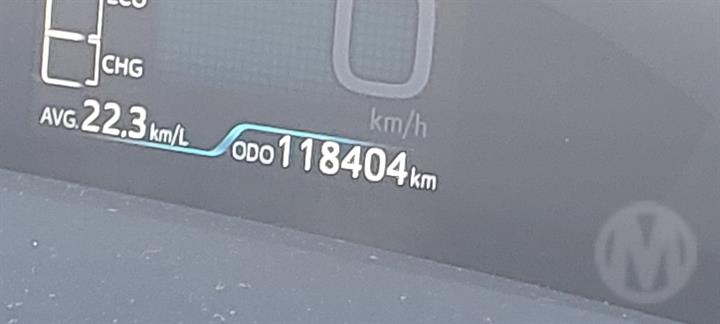 ECO
CHG
0
km/h
AVG. 22.3 km/L
ODO 118404 km
M